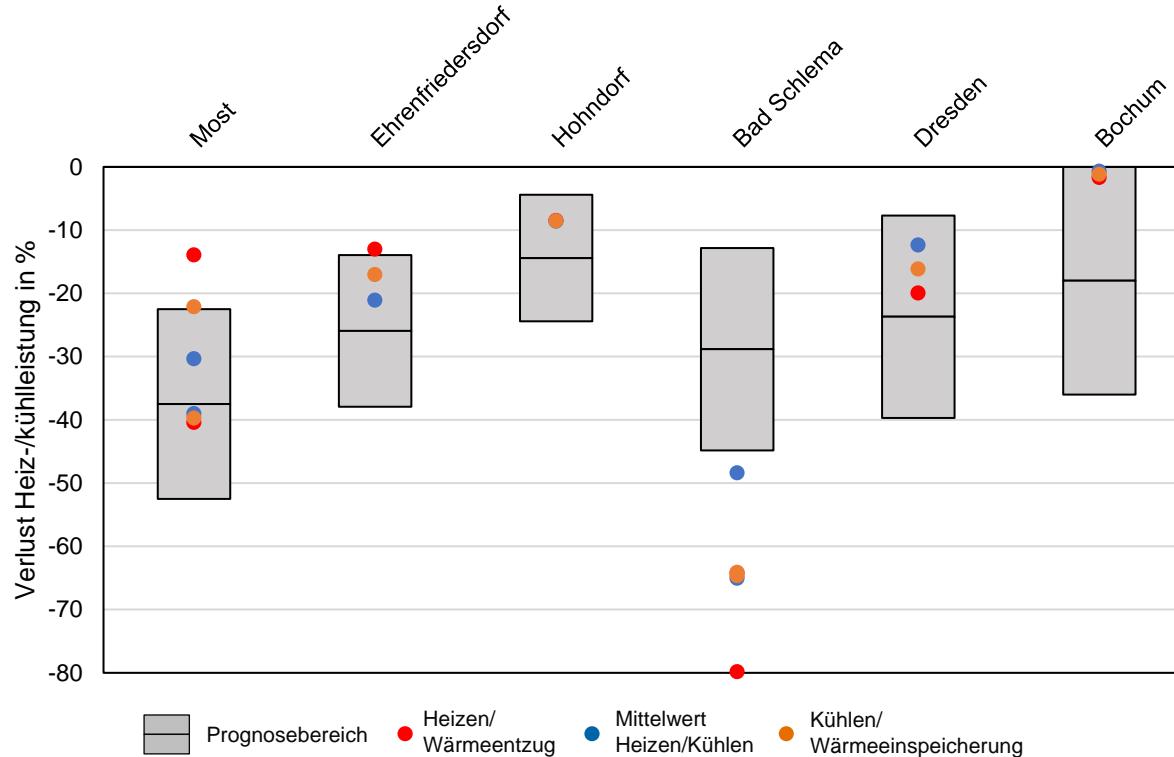 Most
Ehrenfriedersdorf
Hohndorf
Bad Schlema
Dresden
Bochum
Verlust Heiz-/kühlleistung in %
0
-10
-20
-30
-40
-50
-60
-70
-80
Prognosebereich
Heizen/
Wärmeentzug
Mittelwert
Heizen/Kühlen
Kühlen/
Wärmeeinspeicherung